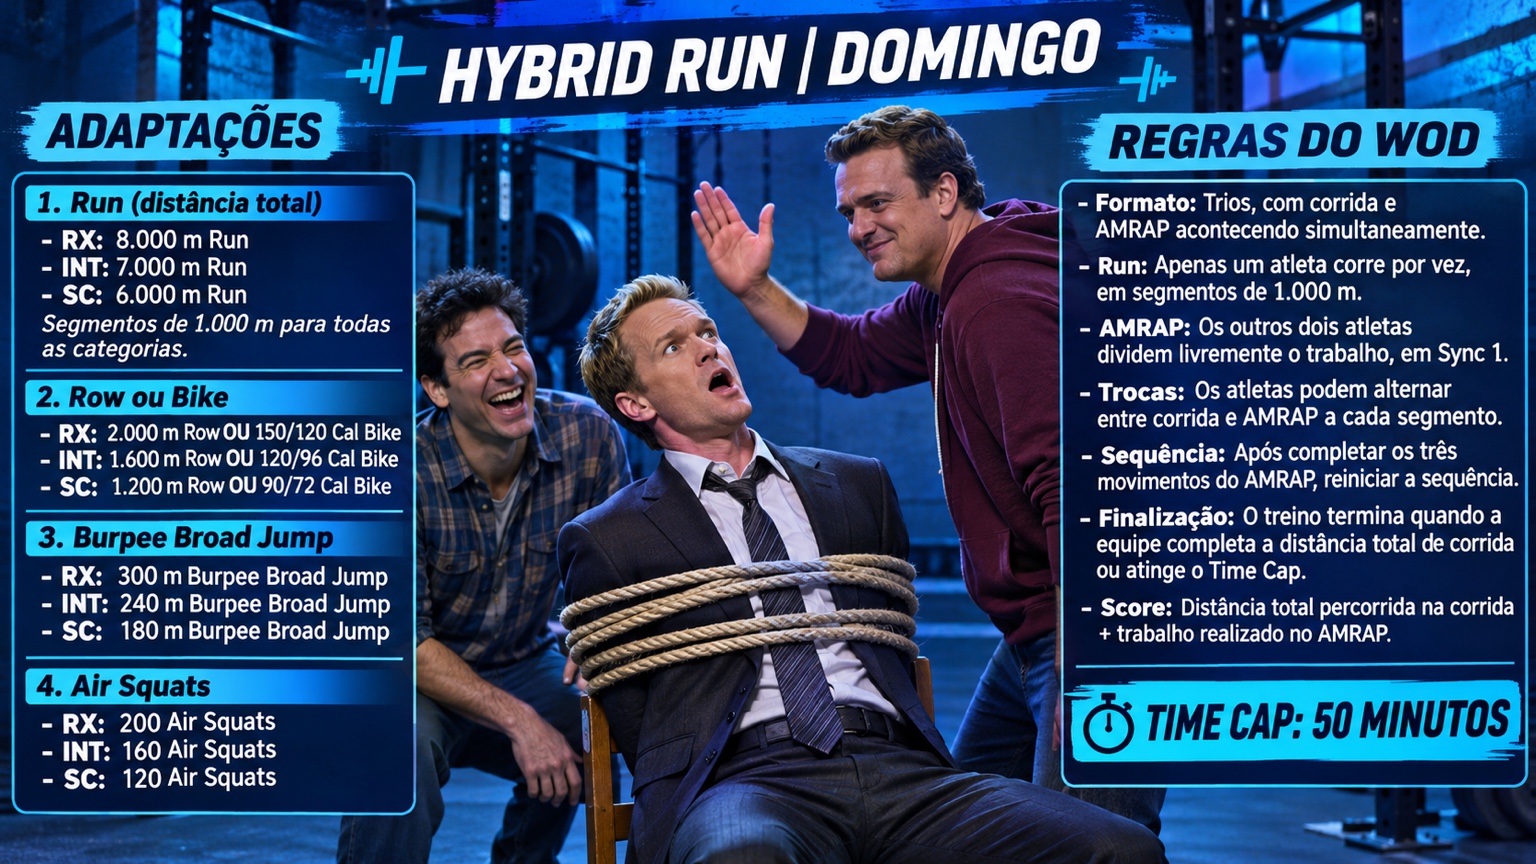 HYBRID RUN | DOMINGO
ADAPTAÇÕES
1. Run (distância total)
- RX: 8.000 m Run
- INT: 7.000 m Run
- SC: 6.000 m Run
Segmentos de 1.000 m para todas
as categorias.
2. Row ou Bike
- RX: 2.000 m Row OU 150/120 Cal Bike
- INT: 1.600 m Row OU 120/96 Cal Bike
- SC: 1.200 m Row OU 90/72 Cal Bike
3. Burpee Broad Jump
- RX: 300 m Burpee Broad Jump
- INT: 240 m Burpee Broad Jump
- SC: 180 m Burpee Broad Jump
4. Air Squats
- RX: 200 Air Squats
- INT: 160 Air Squats
- SC: 120 Air Squats
REGRAS DO WOD
- Formato: Trios, com corrida e
AMRAP acontecendo simultaneamente.
- Run: Apenas um atleta corre por vez,
em segmentos de 1.000 m.
- AMRAP: Os outros dois atletas
dividem livremente o trabalho, em Sync 1.
- Trocas: Os atletas podem alternar
entre corrida e AMRAP a cada segmento.
- Sequência: Após completar os três
movimentos do AMRAP, reiniciar a sequência.
- Finalização: O treino termina quando a
equipe completa a distância total de corrida
ou atinge o Time Cap.
- Score: Distância total percorrida na corrida
+ trabalho realizado no AMRAP.
TIME CAP: 50 MINUTOS